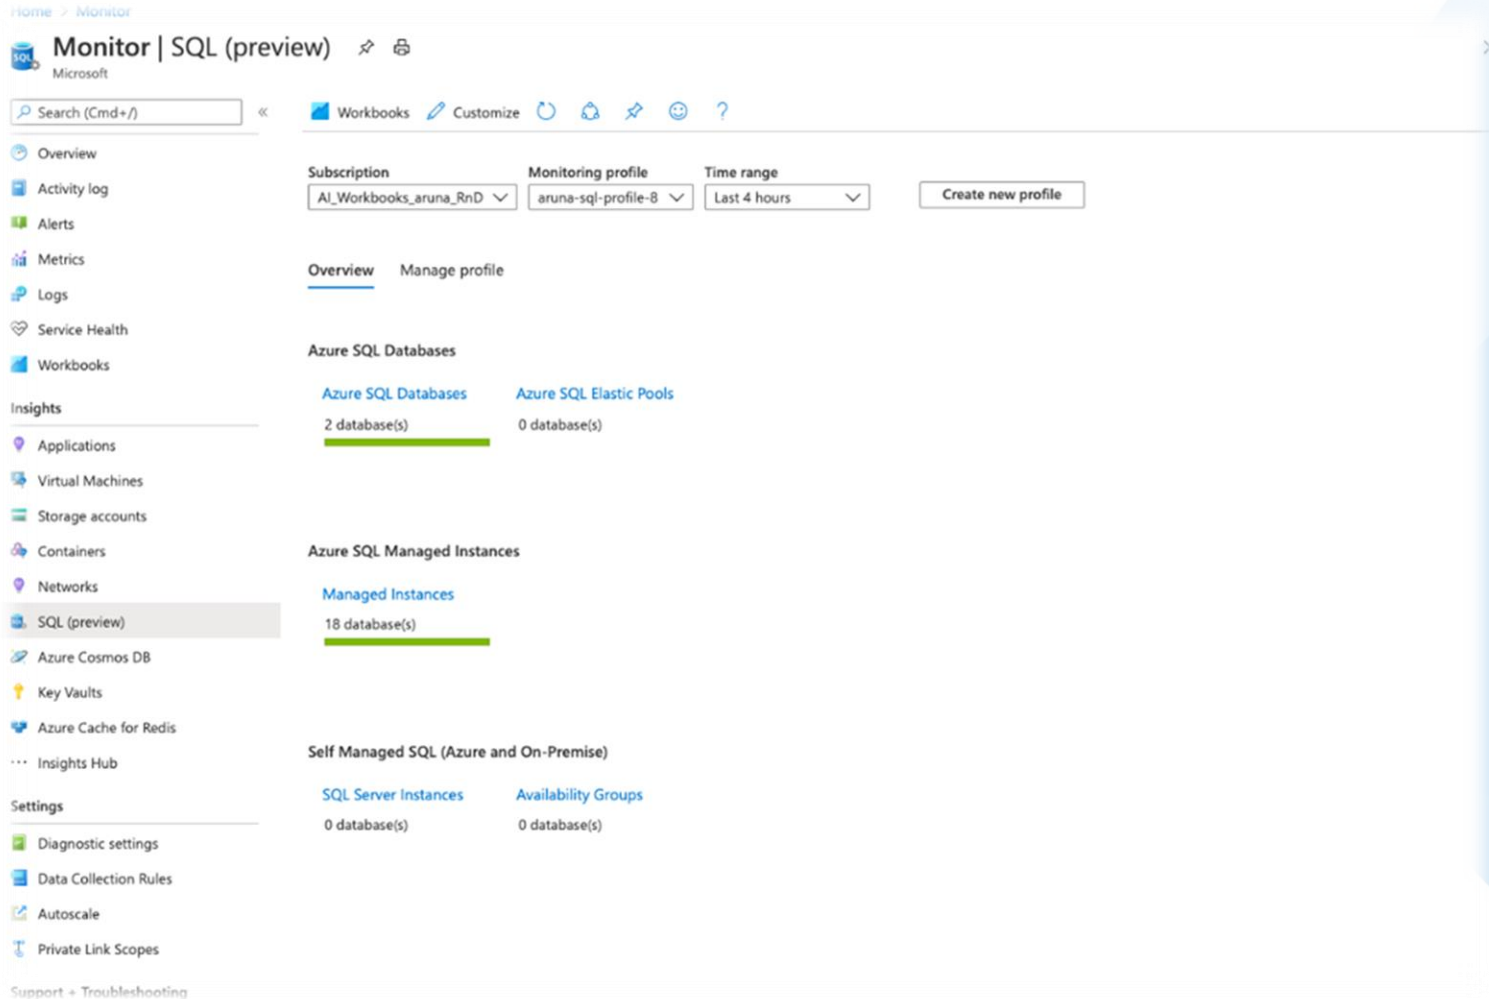 Home > Monitor
Monitor | SQL (preview)
Microsoft
Search (Cmd+/)
«
Overview
Activity log
Alerts
Metrics
Logs
Service Health
Workbooks
Insights
Applications
Virtual Machines
Storage accounts
Containers
Networks
SQL (preview)
Azure Cosmos DB
Key Vaults
Azure Cache for Redis
Insights Hub
Settings
Diagnostic settings
Data Collection Rules
Autoscale
Private Link Scopes
Support + Troubleshooting
Workbooks Customize ?
Subscription Monitoring profile Time range
AI_Workbooks_aruna_RnD aruna-sql-profile-8 Last 4 hours Create new profile
Overview Manage profile
Azure SQL Databases
Azure SQL Databases Azure SQL Elastic Pools
2 database(s) 0 database(s)
Azure SQL Managed Instances
Managed Instances
18 database(s)
Self Managed SQL (Azure and On-Premise)
SQL Server Instances Availability Groups
0 database(s) 0 database(s)